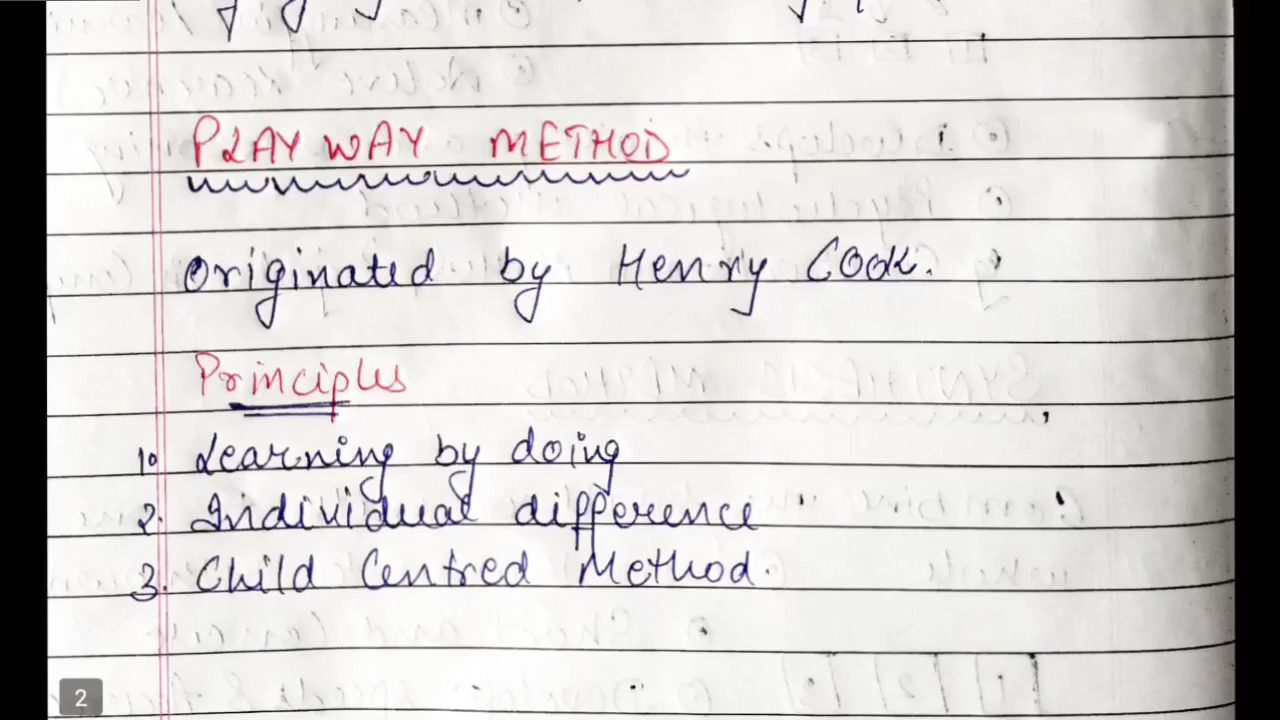 PLAY WAY METHOD
Originated by Henry Cook.
Principles
1. Learning by doing
2. Individual difference
3. Child Centred Method.
2